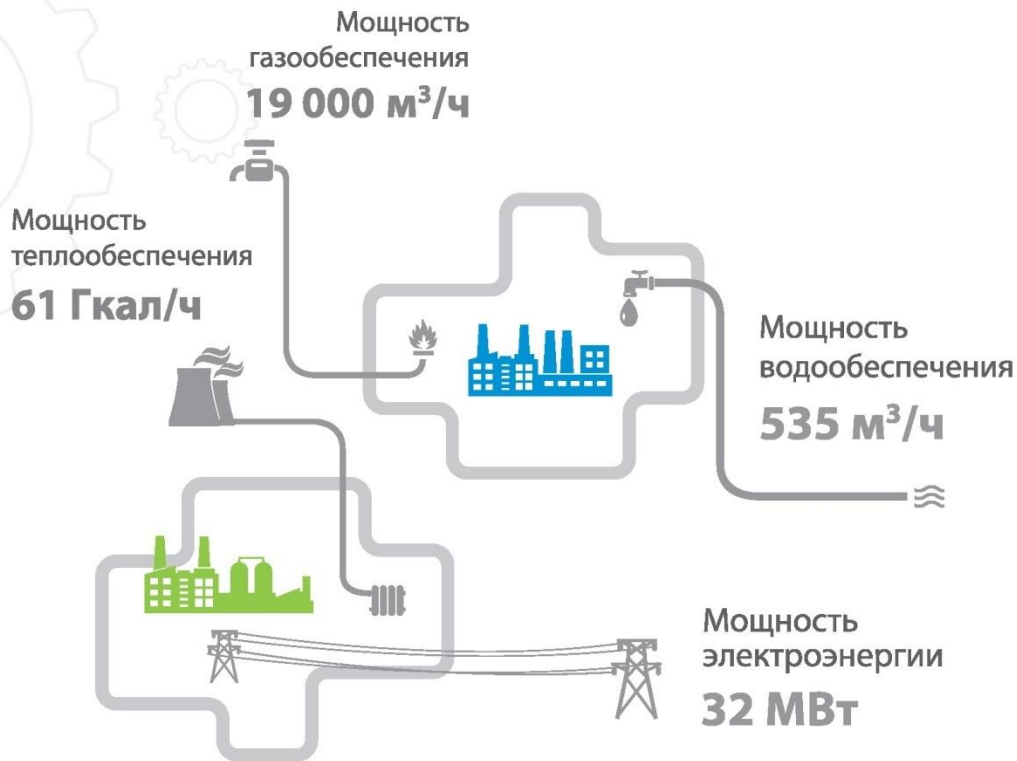 Мощность
газообеспечения
19 000 м³/ч
Мощность
теплообеспечения
61 Гкал/ч
Мощность
водообеспечения
535 м³/ч
Мощность
электроэнергии
32 МВт